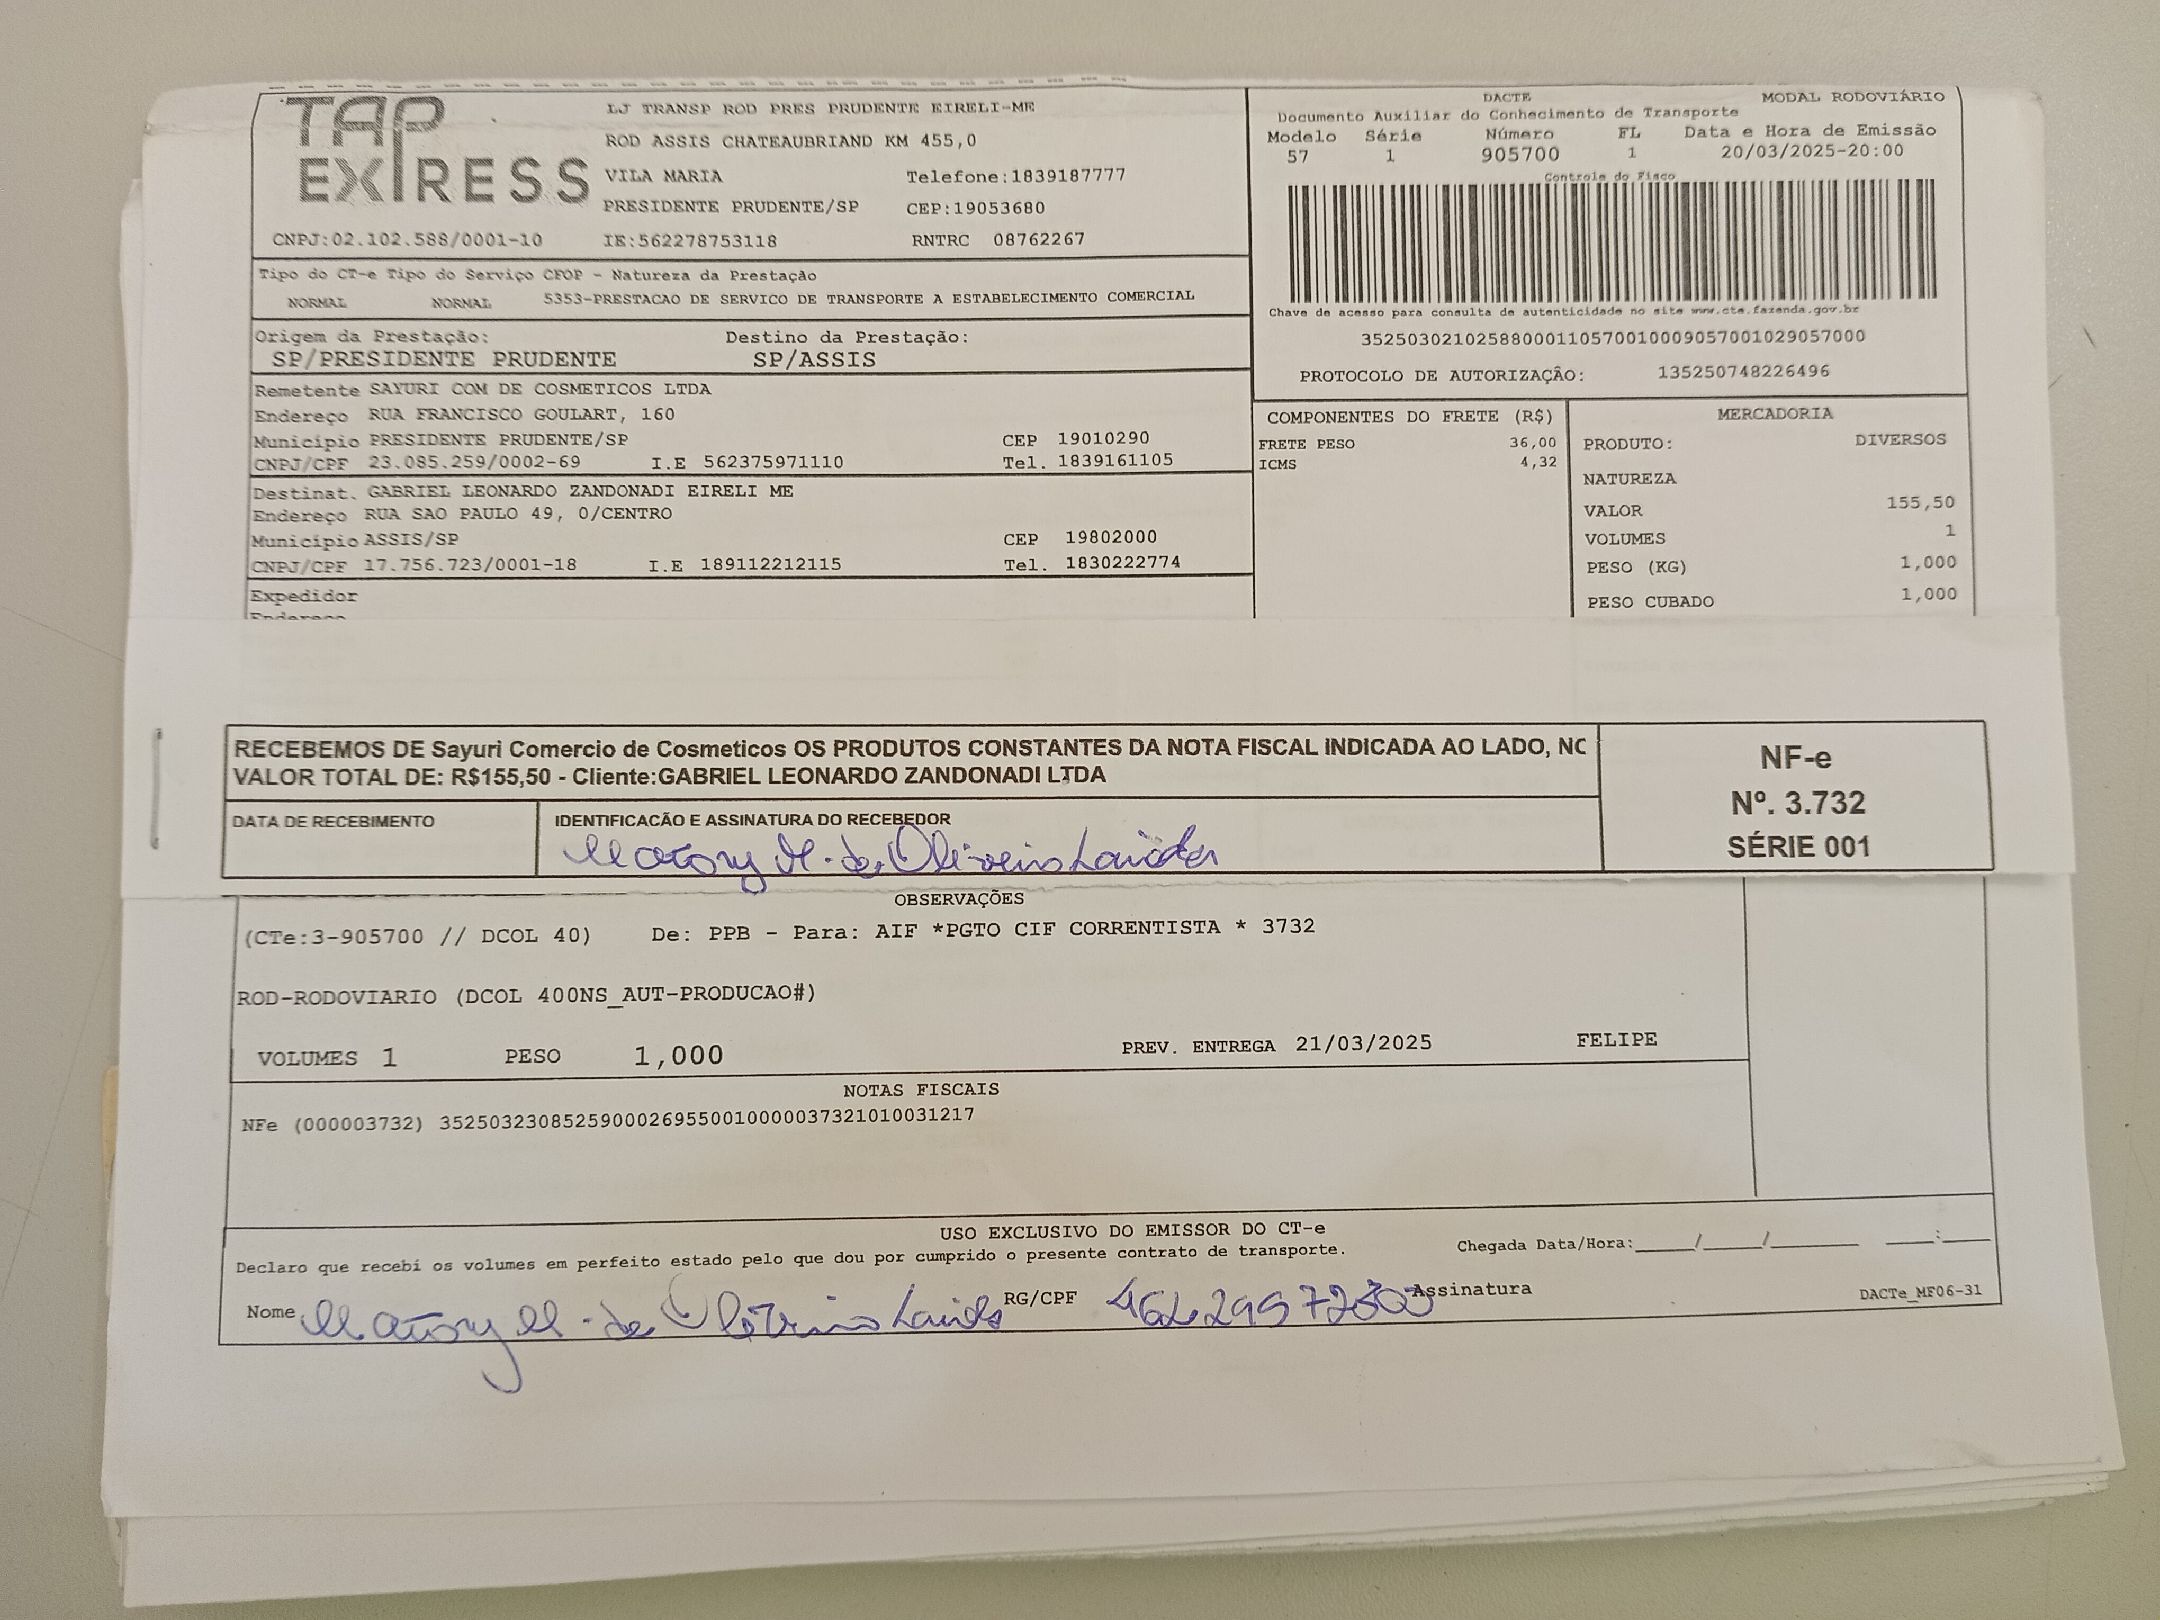 TAP
EXPRESS
LJ TRANSP ROD PRES PRUDENTE EIRELI-ME
ROD ASSIS CHATEAUBRIAND KM 455,0
VILA MARIA Telefone:1839187777
PRESIDENTE PRUDENTE/SP CEP:19053680
CNPJ:02.102.588/0001-10 IE:562278753118 RNTRC 08762267
DACTE MODAL RODOVIÁRIO
Documento Auxiliar do Conhecimento de Transporte
Modelo Série Número FL Data e Hora de Emissão
57 1 905700 1 20/03/2025-20:00
Controle do Fisco
Chave de acesso para consulta de autenticidade no site www.cte.fazenda.gov.br
35250302102588000110570010009057001029057000
PROTOCOLO DE AUTORIZAÇÃO: 135250748226496
Tipo do CT-e Tipo do Serviço CFOP - Natureza da Prestação
NORMAL NORMAL 5353-PRESTACAO DE SERVICO DE TRANSPORTE A ESTABELECIMENTO COMERCIAL
Origem da Prestação: Destino da Prestação:
SP/PRESIDENTE PRUDENTE SP/ASSIS
Remetente SAYURI COM DE COSMETICOS LTDA
Endereço RUA FRANCISCO GOULART, 160
Município PRESIDENTE PRUDENTE/SP CEP 19010290
CNPJ/CPF 23.085.259/0002-69 I.E 562375971110 Tel. 1839161105
Destinat. GABRIEL LEONARDO ZANDONADI EIRELI ME
Endereço RUA SAO PAULO 49, 0/CENTRO
Município ASSIS/SP CEP 19802000
CNPJ/CPF 17.756.723/0001-18 I.E 189112212115 Tel. 1830222774
Expedidor
Endereço
COMPONENTES DO FRETE (R$)
FRETE PESO 36,00
ICMS 4,32
MERCADORIA
PRODUTO: DIVERSOS
NATUREZA
VALOR 155,50
VOLUMES 1
PESO (KG) 1,000
PESO CUBADO 1,000
RECEBEMOS DE Sayuri Comercio de Cosmeticos OS PRODUTOS CONSTANTES DA NOTA FISCAL INDICADA AO LADO, NO
VALOR TOTAL DE: R$155,50 - Cliente:GABRIEL LEONARDO ZANDONADI LTDA
DATA DE RECEBIMENTO IDENTIFICAÇÃO E ASSINATURA DO RECEBEDOR
M. de Oliveira
NF-e
Nº. 3.732
SÉRIE 001
OBSERVAÇÕES
(CTe:3-905700 // DCOL 40) De: PPB - Para: AIF *PGTO CIF CORRENTISTA * 3732
ROD-RODOVIARIO (DCOL 400NS_AUT-PRODUCAO#)
VOLUMES 1 PESO 1,000 PREV. ENTREGA 21/03/2025 FELIPE
NOTAS FISCAIS
NFe (000003732) 35250323085259000269550010000037321010031217
USO EXCLUSIVO DO EMISSOR DO CT-e
Declaro que recebi os volumes em perfeito estado pelo que dou por cumprido o presente contrato de transporte. Chegada Data/Hora:_____/_____/________ ____:____
Nome M. de Oliveira RG/CPF Assinatura
DACTe_MF06-31